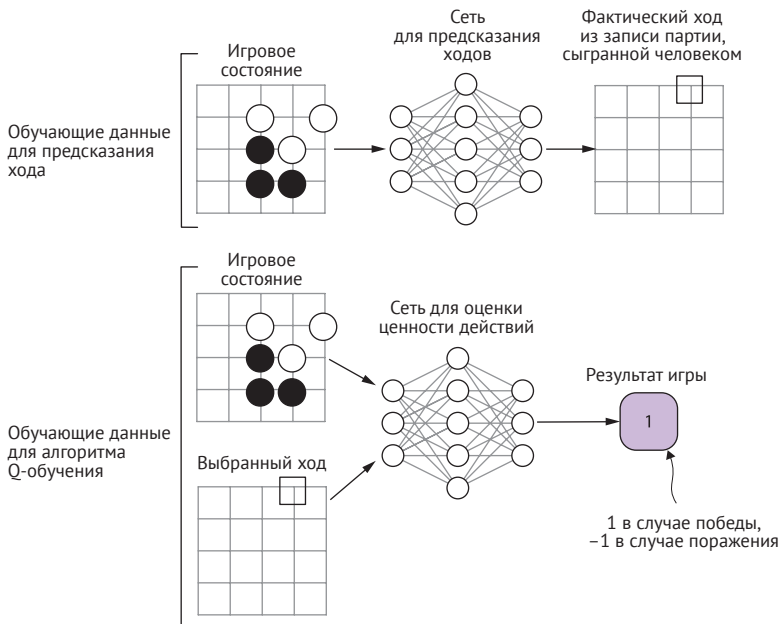 Сеть
для предсказания
ходов
Фактический ход
из записи партии,
сыгранной человеком
Игровое
состояние
Обучающие данные
для предсказания
хода
Игровое
состояние
Сеть для оценки
ценности действий
Результат игры
1
Обучающие данные
для алгоритма
Q-обучения
Выбранный ход
1 в случае победы,
–1 в случае поражения